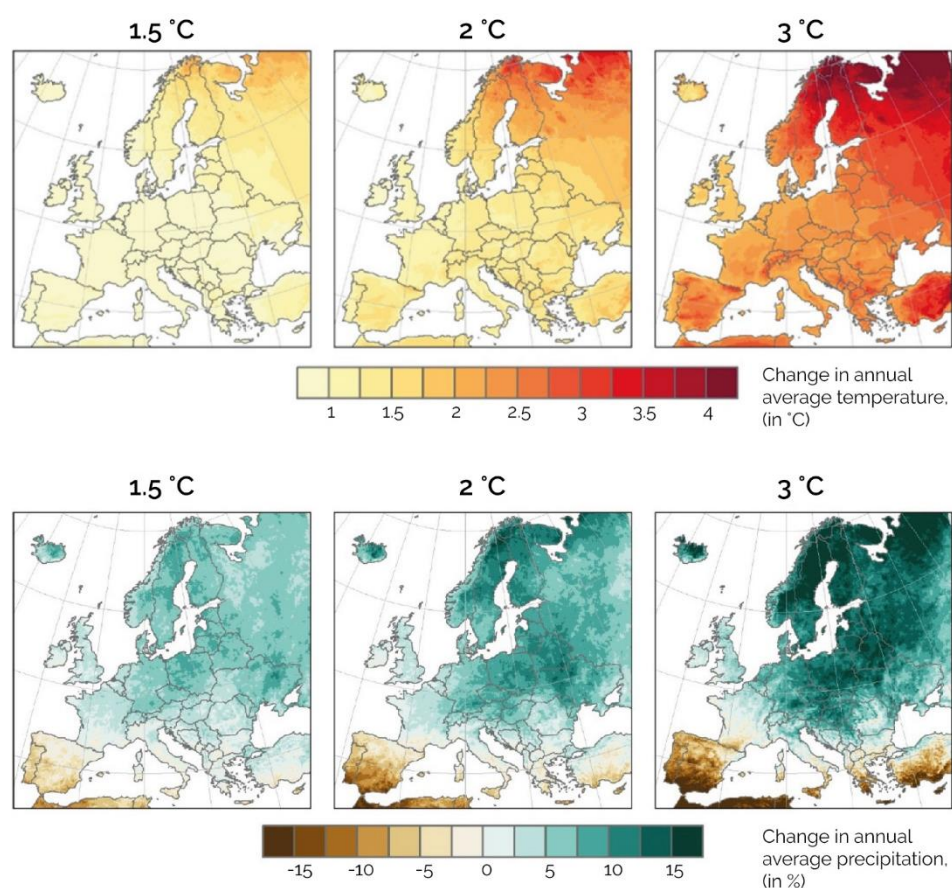 1.5 °C 2 °C 3 °C
1 1.5 2 2.5 3 3.5 4
Change in annual
average temperature,
(in °C)
1.5 °C 2 °C 3 °C
-15 -10 -5 0 5 10 15
Change in annual
average precipitation,
(in %)